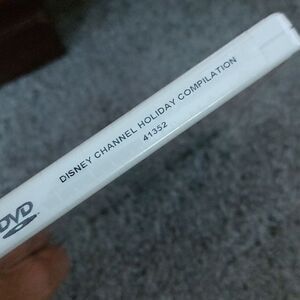 DISNEY CHANNEL HOLIDAY COMPILATION
41352
DVD